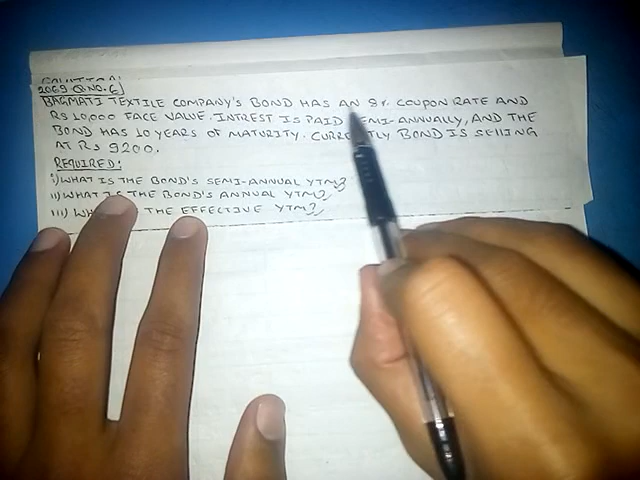 2069 Q.NO.6
BAGMATI TEXTILE COMPANY'S BOND HAS AN 8%. COUPON RATE AND
RS 10,000 FACE VALUE. INTREST IS PAID SEMI-ANNUALLY, AND THE
BOND HAS 10 YEARS OF MATURITY. CURRENTLY BOND IS SELLING
AT RS 9200.
REQUIRED:
i) WHAT IS THE BOND'S SEMI-ANNUAL YTM?
ii) WHAT IS THE BOND'S ANNUAL YTM?
iii) WH THE EFFECTIVE YTM?